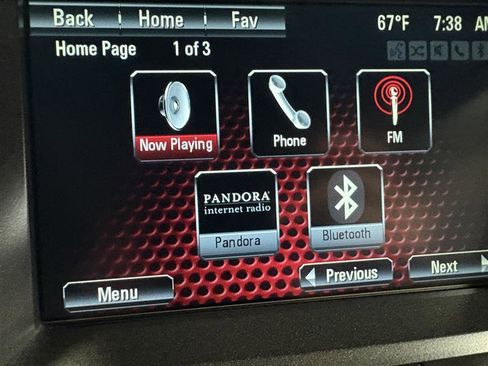 Back Home Fav 67°F 7:38 AM
Home Page 1 of 3
Now Playing Phone FM
PANDORA®
internet radio
Pandora Bluetooth
Menu Previous Next